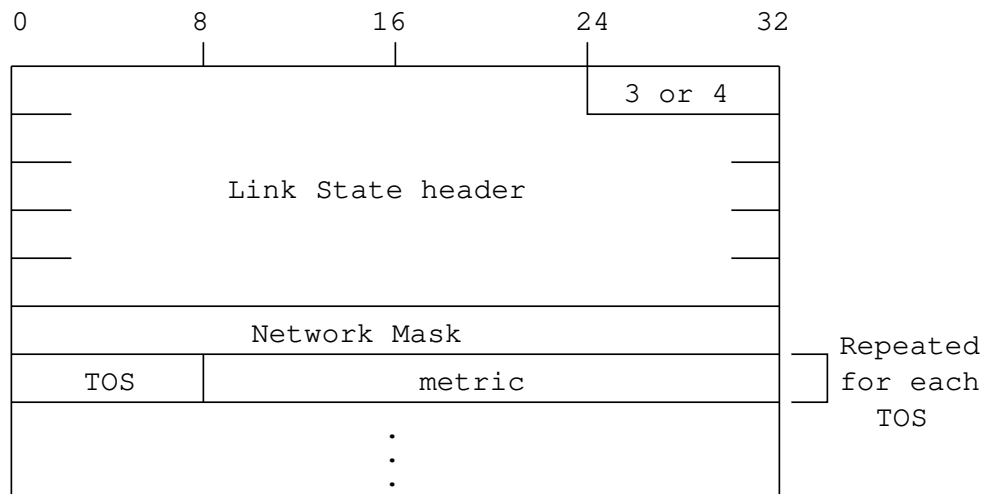 0 8 16 24 32
3 or 4
Link State header
Network Mask
TOS metric
Repeated
for each
TOS